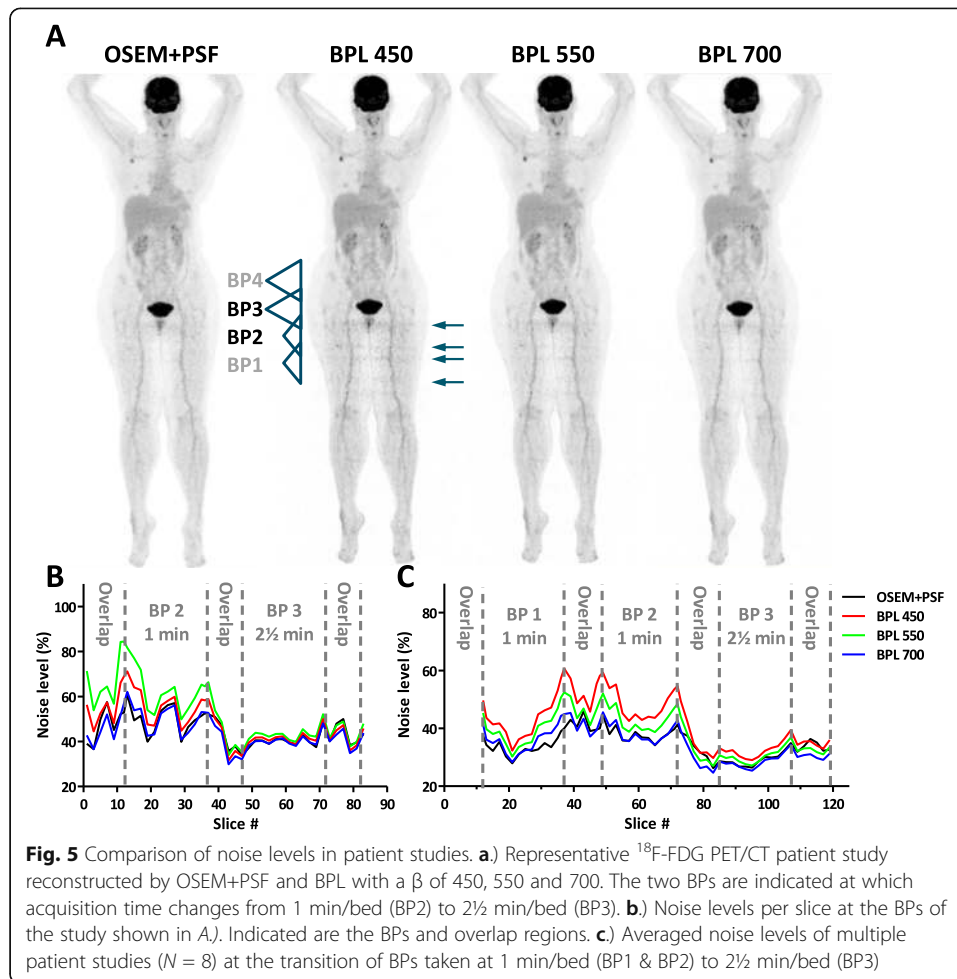 A
OSEM+PSF BPL 450 BPL 550 BPL 700
BP4
BP3
BP2
BP1
B
Noise level (%)
100
80
60
40
20
Overlap
BP 2
1 min
Overlap
BP 3
2½ min
Overlap
0 10 20 30 40 50 60 70 80 90
Slice #
C
Noise level (%)
80
60
40
20
Overlap
BP 1
1 min
Overlap
BP 2
1 min
Overlap
BP 3
2½ min
Overlap
0 20 40 60 80 100 120
Slice #
OSEM+PSF
BPL 450
BPL 550
BPL 700
Fig. 5 Comparison of noise levels in patient studies. a.) Representative ¹⁸F-FDG PET/CT patient study
reconstructed by OSEM+PSF and BPL with a β of 450, 550 and 700. The two BPs are indicated at which
acquisition time changes from 1 min/bed (BP2) to 2½ min/bed (BP3). b.) Noise levels per slice at the BPs of
the study shown in A.). Indicated are the BPs and overlap regions. c.) Averaged noise levels of multiple
patient studies (N = 8) at the transition of BPs taken at 1 min/bed (BP1 & BP2) to 2½ min/bed (BP3)